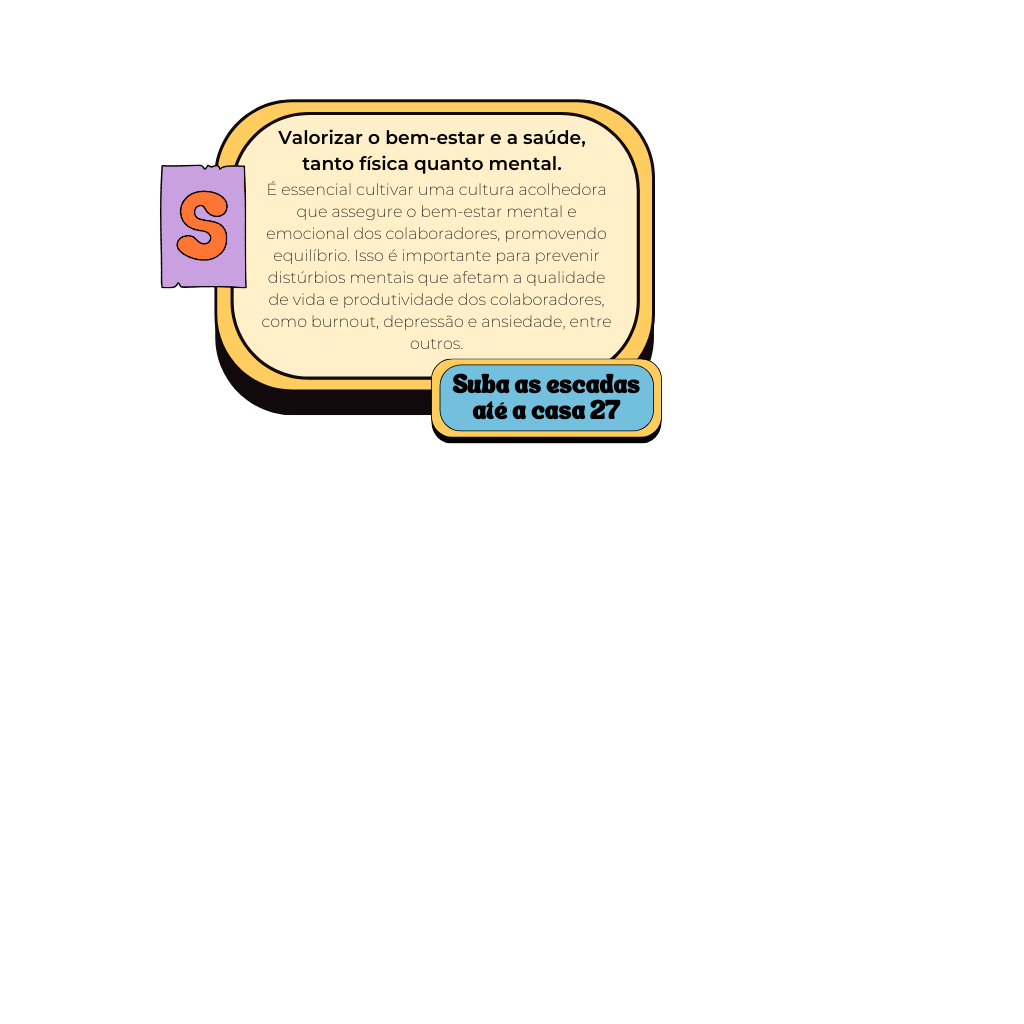 Valorizar o bem-estar e a saúde,
tanto física quanto mental.
É essencial cultivar uma cultura acolhedora
que assegure o bem-estar mental e
emocional dos colaboradores, promovendo
equilíbrio. Isso é importante para prevenir
distúrbios mentais que afetam a qualidade
de vida e produtividade dos colaboradores,
como burnout, depressão e ansiedade, entre
outros.
S
Suba as escadas
até a casa 27